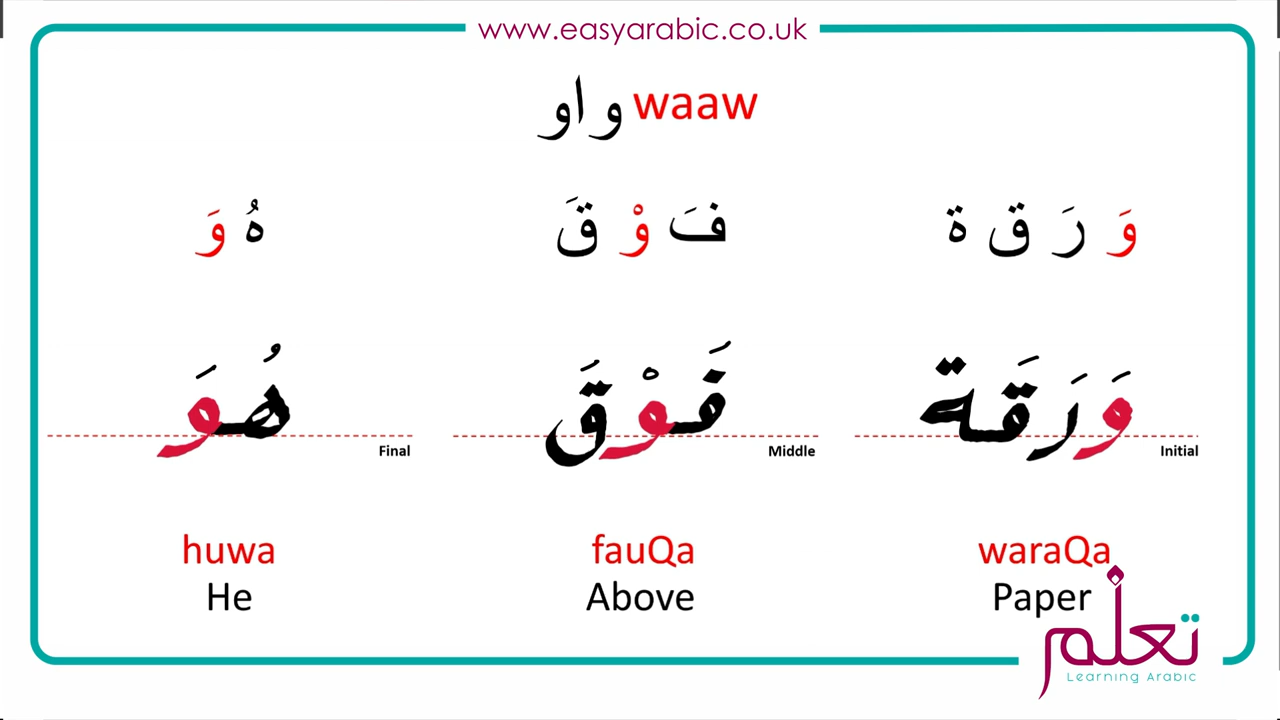 www.easyarabic.co.uk
واو waaw
وَ رَ ق ة
فَ وْ قَ
هُ وَ
وَرَقَة
Initial
فَوْقَ
Middle
هُوَ
Final
waraQa
Paper
fauQa
Above
huwa
He
تعلم
Learning Arabic